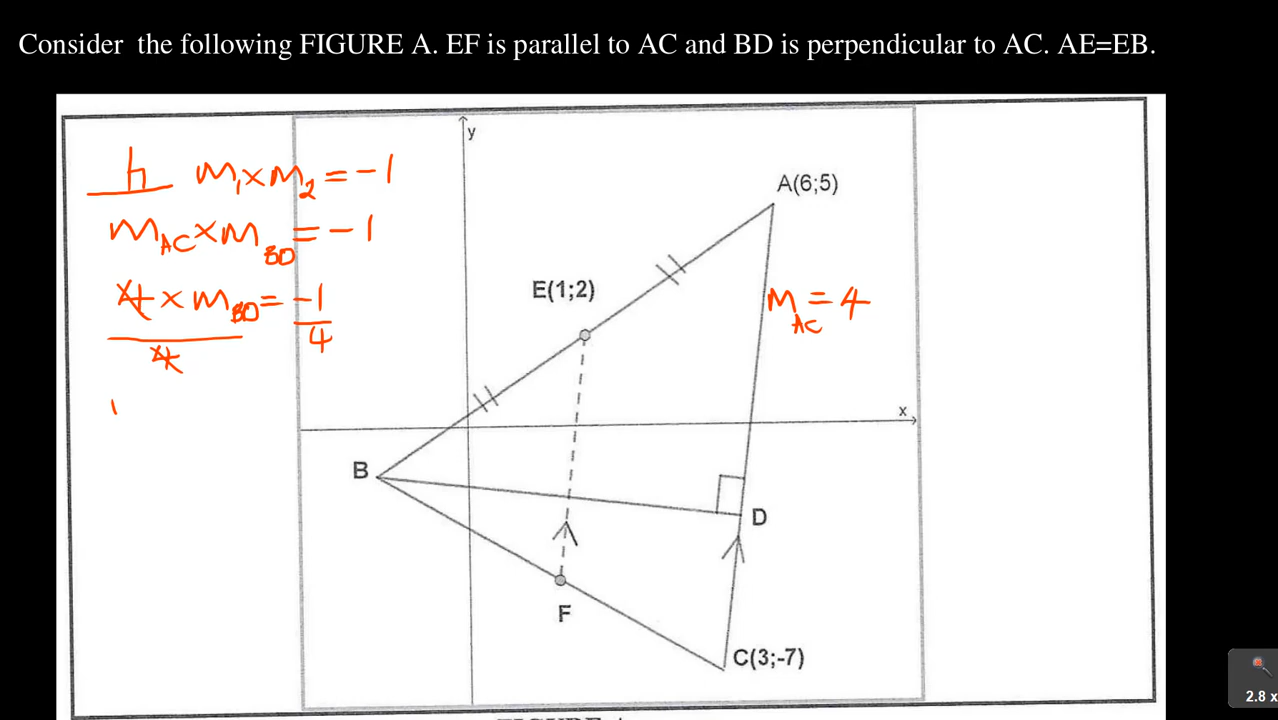 Consider the following FIGURE A. EF is parallel to AC and BD is perpendicular to AC. AE=EB.
y
h m₁×m₂ = -1
A(6;5)
m_AC × m_BD = -1
E(1;2)
4 × m_BD = -1
4 4
m_AC = 4
x
B
D
F
C(3;-7)
2.8 x